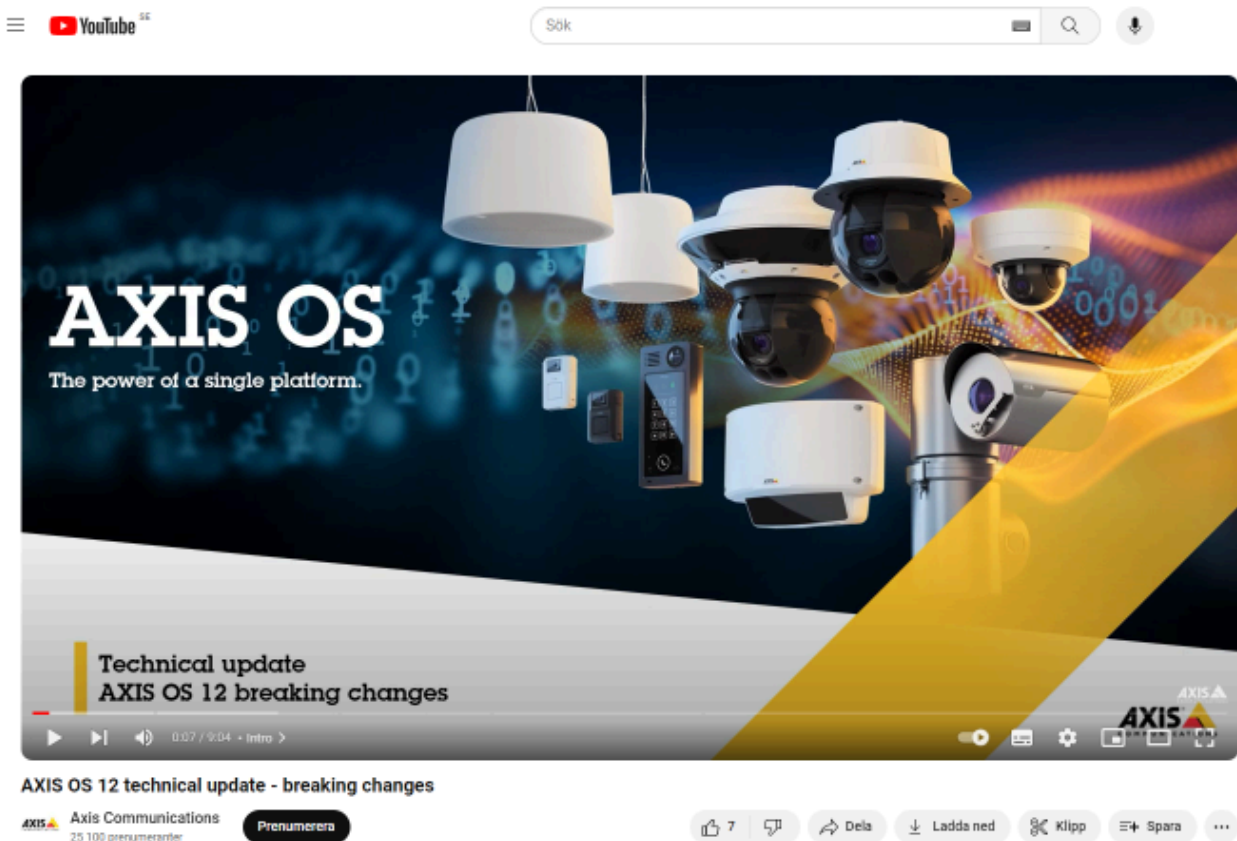 YouTube SE
Sök
AXIS OS
The power of a single platform.
Technical update
AXIS OS 12 breaking changes
AXIS
AXIS
COMMUNICATIONS
0:07 / 9:04 • Intro >
AXIS OS 12 technical update - breaking changes
AXIS
Axis Communications
25 100 prenumeranter
Prenumerera
7
Dela
Ladda ned
Klipp
Spara